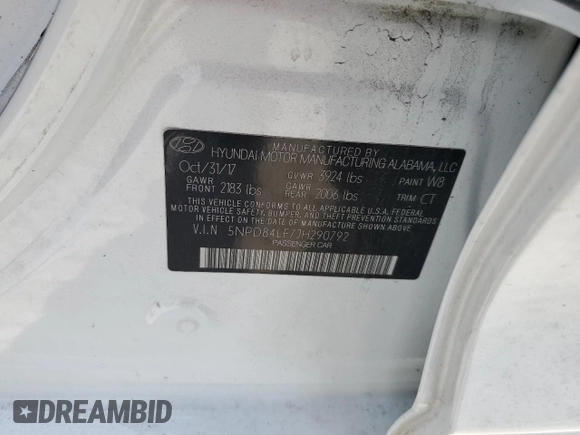 MANUFACTURED BY
HYUNDAI MOTOR MANUFACTURING ALABAMA, LLC
Oct/31/17 GVWR 3924 lbs PAINT W8
GAWR FRONT 2183 lbs GAWR REAR 2006 lbs TRIM CT
THIS VEHICLE CONFORMS TO ALL APPLICABLE U.S.A. FEDERAL
MOTOR VEHICLE SAFETY, BUMPER, AND THEFT PREVENTION STANDARDS
IN EFFECT ON THE DATE OF MANUFACTURE SHOWN ABOVE.
V.I.N 5NPD84LF7JH290792
PASSENGER CAR
DREAMBID